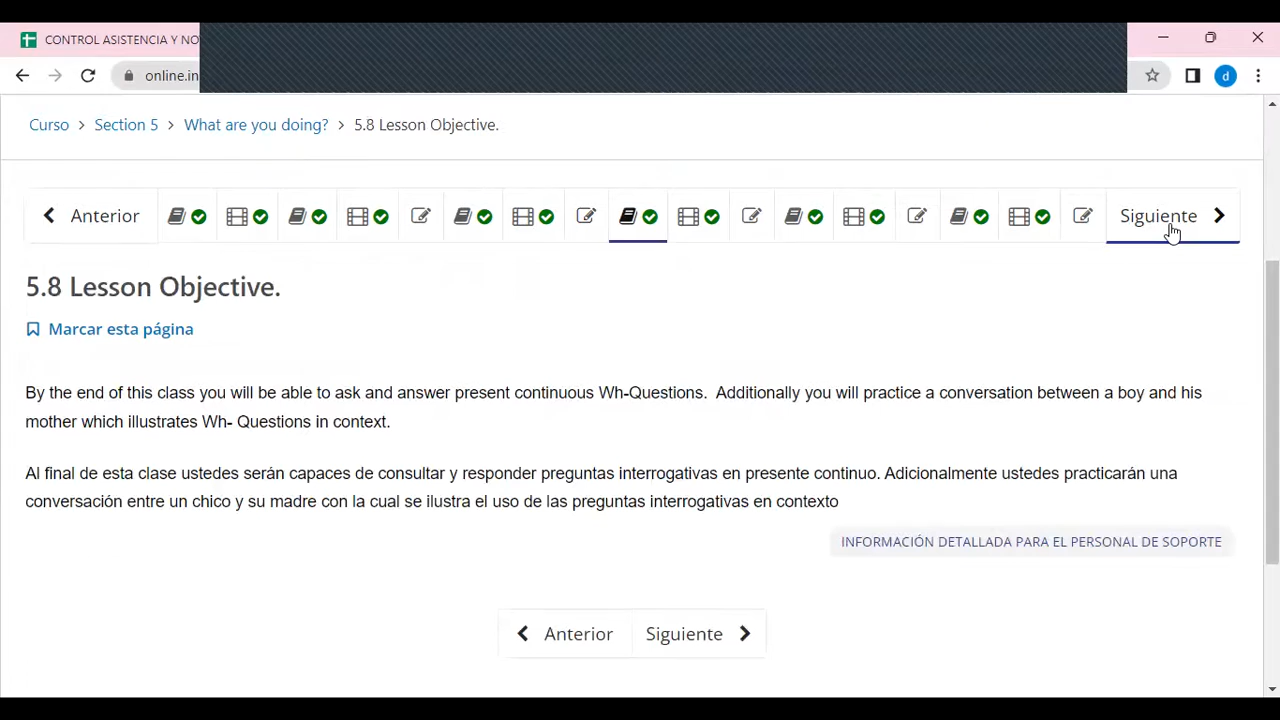 CONTROL ASISTENCIA Y NO
online.in
d
Curso > Section 5 > What are you doing? > 5.8 Lesson Objective.
Anterior
Siguiente
5.8 Lesson Objective.
Marcar esta página
By the end of this class you will be able to ask and answer present continuous Wh-Questions. Additionally you will practice a conversation between a boy and his
mother which illustrates Wh- Questions in context.
Al final de esta clase ustedes serán capaces de consultar y responder preguntas interrogativas en presente continuo. Adicionalmente ustedes practicarán una
conversación entre un chico y su madre con la cual se ilustra el uso de las preguntas interrogativas en contexto
INFORMACIÓN DETALLADA PARA EL PERSONAL DE SOPORTE
Anterior
Siguiente